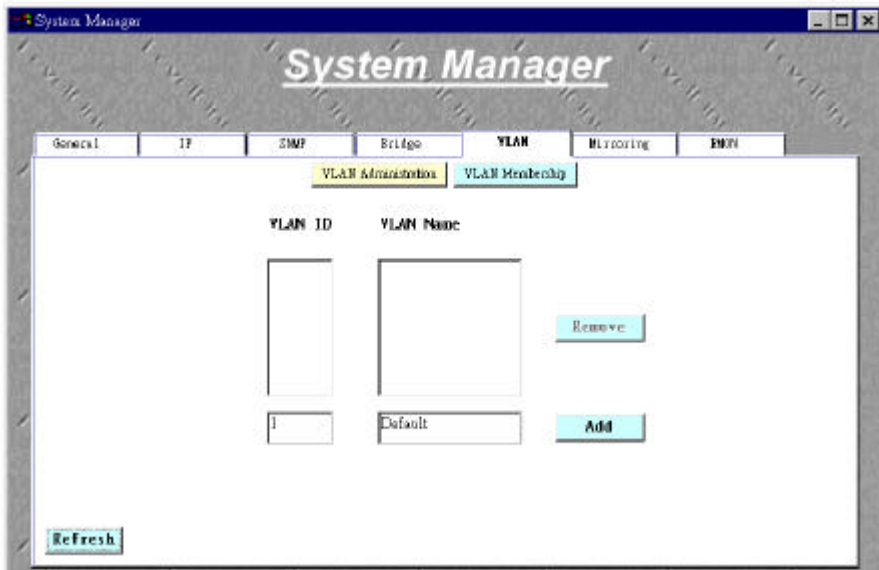 System Manager
System Manager
General IP SNMP Bridge VLAN Mirroring RMON
VLAN Administration VLAN Membership
VLAN ID VLAN Name
Remove
1 Default Add
Refresh